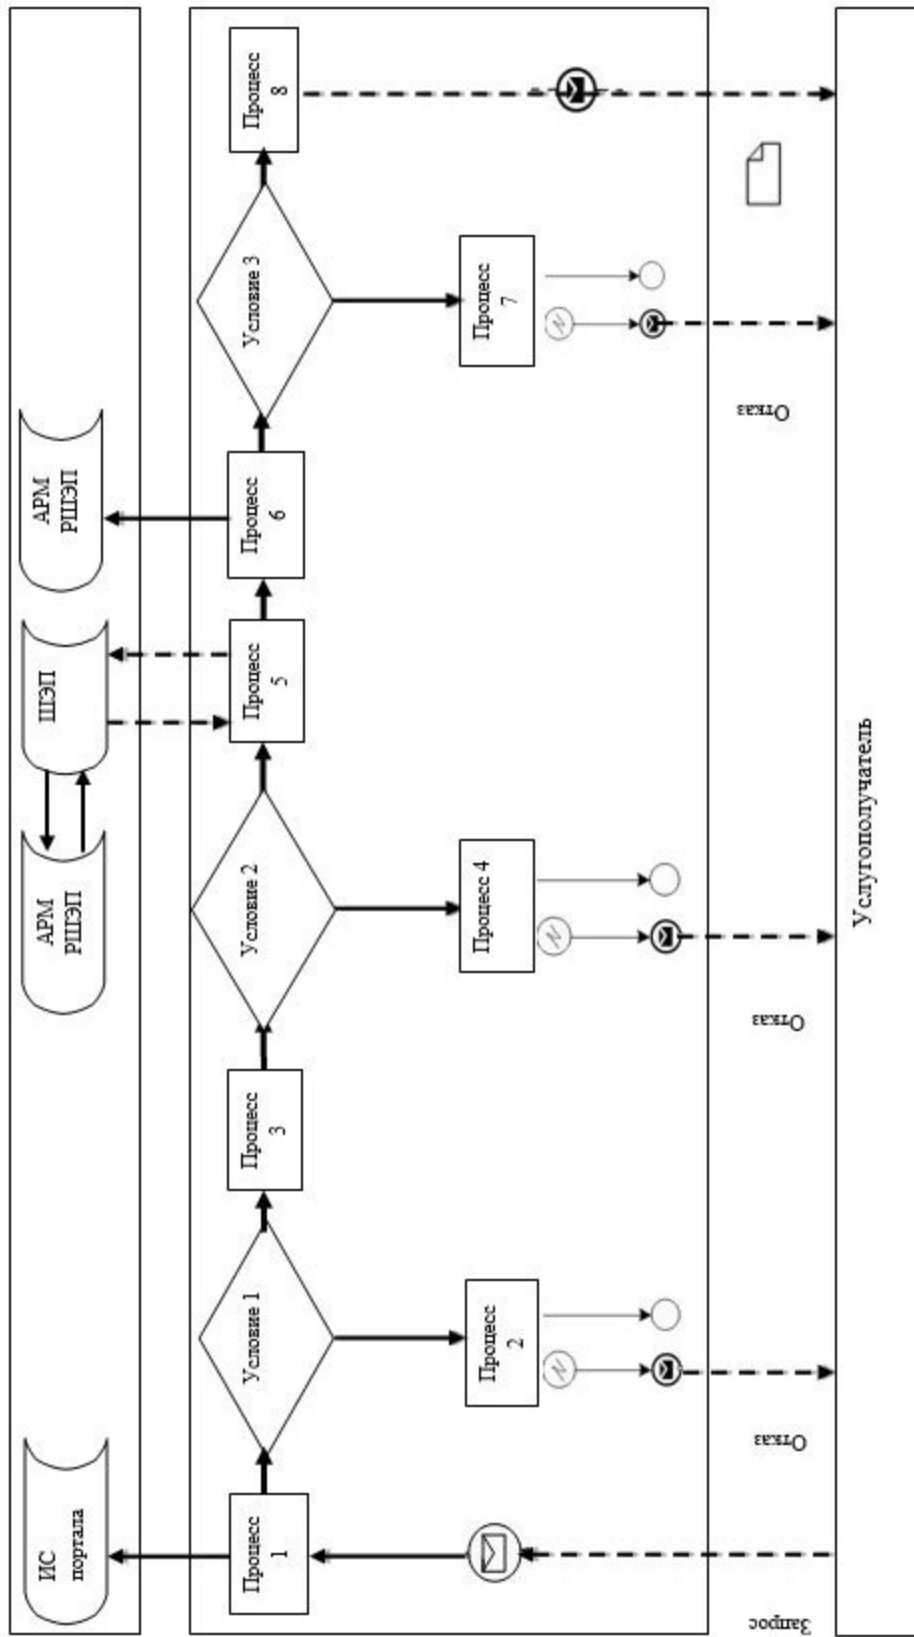 ИС
портала
АРМ
РШЭП
ШЭП
АРМ
РШЭП
Процесс
1
Условие 1
Процесс
3
Условие 2
Процесс
5
Процесс
6
Условие 3
Процесс
8
Процесс
2
Процесс 4
Процесс
7
Запрос
Отказ
Отказ
Отказ
Услугополучатель